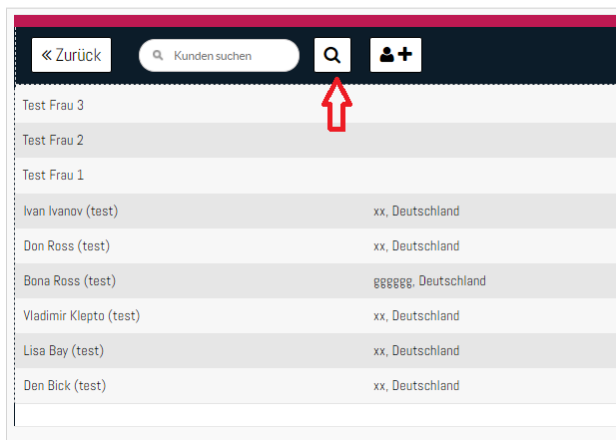 « Zurück
Kunden suchen
Test Frau 3
Test Frau 2
Test Frau 1
Ivan Ivanov (test) xx, Deutschland
Don Ross (test) xx, Deutschland
Bona Ross (test) gggggg, Deutschland
Vladimir Klepto (test) xx, Deutschland
Lisa Bay (test) xx, Deutschland
Den Bick (test) xx, Deutschland